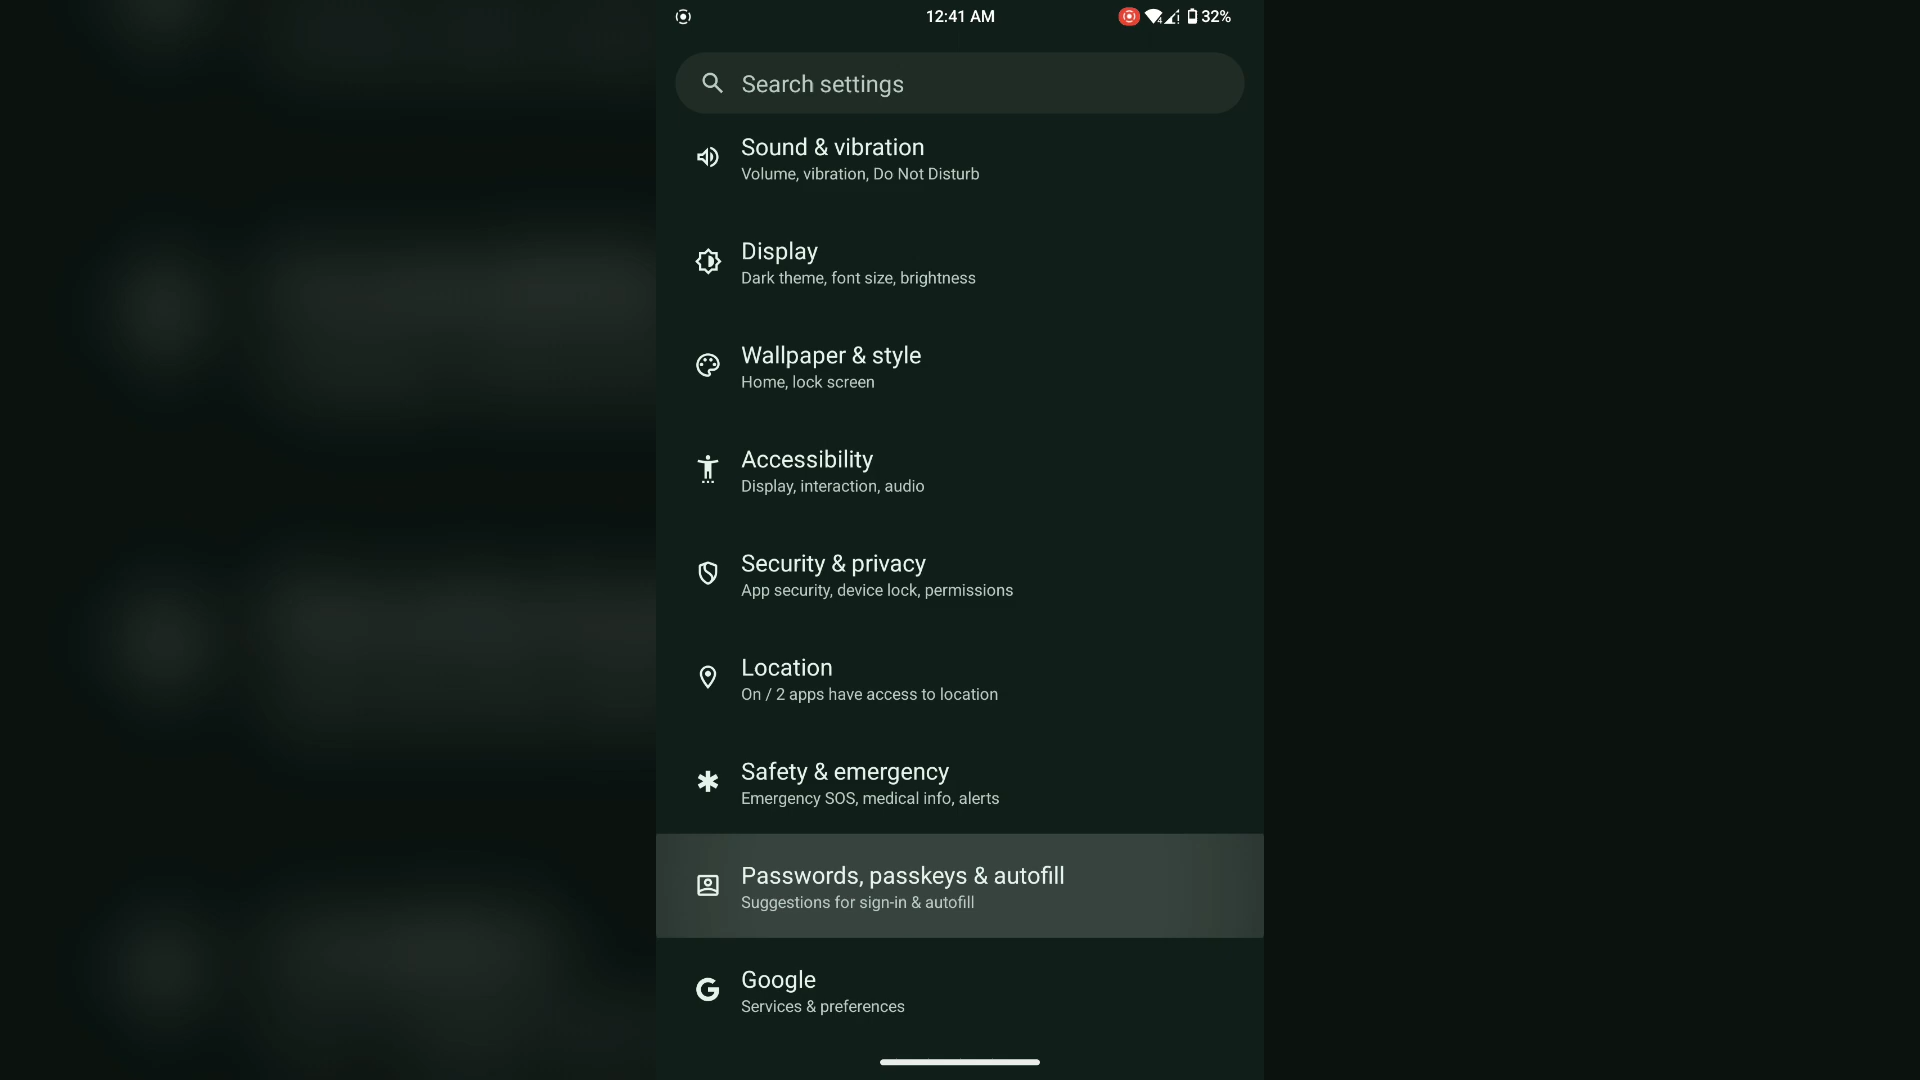 12:41 AM
32%
Search settings
Sound & vibration
Volume, vibration, Do Not Disturb
Display
Dark theme, font size, brightness
Wallpaper & style
Home, lock screen
Accessibility
Display, interaction, audio
Security & privacy
App security, device lock, permissions
Location
On / 2 apps have access to location
Safety & emergency
Emergency SOS, medical info, alerts
Passwords, passkeys & autofill
Suggestions for sign-in & autofill
Google
Services & preferences